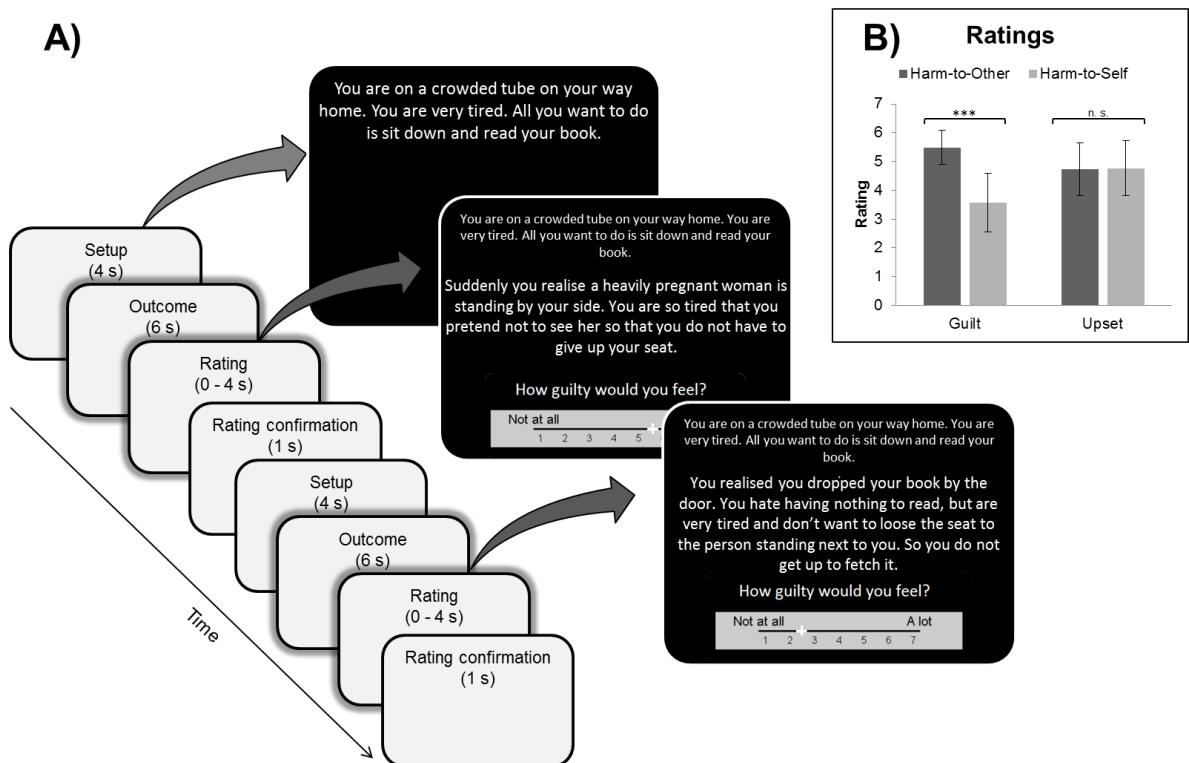 A)
You are on a crowded tube on your way
home. You are very tired. All you want to do
is sit down and read your book.
You are on a crowded tube on your way home. You are
very tired. All you want to do is sit down and read your
book.
Suddenly you realise a heavily pregnant woman is
standing by your side. You are so tired that you
pretend not to see her so that you do not have to
give up your seat.
How guilty would you feel?
Not at all
1 2 3 4 5
You are on a crowded tube on your way home. You are
very tired. All you want to do is sit down and read your
book.
You realised you dropped your book by the
door. You hate having nothing to read, but are
very tired and don't want to loose the seat to
the person standing next to you. So you do not
get up to fetch it.
How guilty would you feel?
Not at all A lot
1 2 3 4 5 6 7
Setup
(4 s)
Outcome
(6 s)
Rating
(0 - 4 s)
Rating confirmation
(1 s)
Setup
(4 s)
Outcome
(6 s)
Rating
(0 - 4 s)
Rating confirmation
(1 s)
Time
B) Ratings
Harm-to-Other Harm-to-Self
Rating
7
6
5
4
3
2
1
0
*** n. s.
Guilt Upset